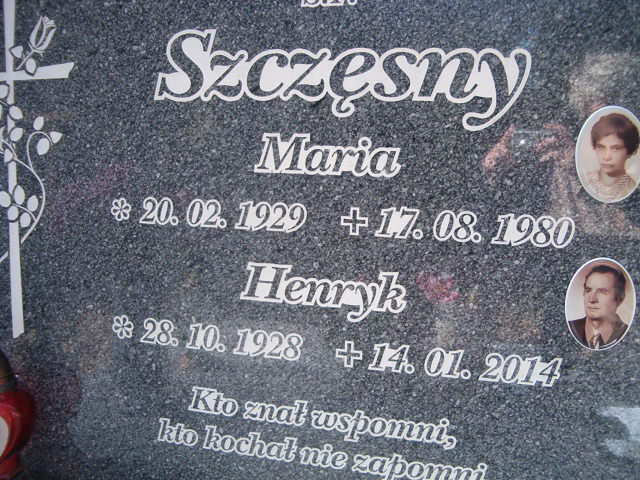 Ś.P.
Szczęsny
Maria
* 20. 02. 1929 + 17. 08. 1980
Henryk
* 28. 10. 1928 + 14. 01. 2014
Kto znał wspomni,
kto kochał nie zapomni